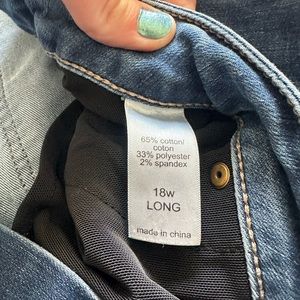 65% cotton/
coton
33% polyester
2% spandex
18w
LONG
made in china